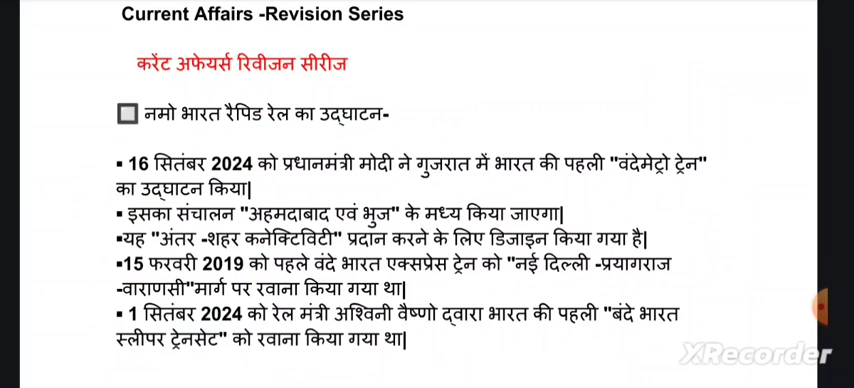 Current Affairs -Revision Series
करेंट अफेयर्स रिवीजन सीरीज
नमो भारत रैपिड रेल का उद्घाटन-
▪ 16 सितंबर 2024 को प्रधानमंत्री मोदी ने गुजरात में भारत की पहली "वंदेमेट्रो ट्रेन"
का उद्घाटन किया|
▪ इसका संचालन "अहमदाबाद एवं भुज" के मध्य किया जाएगा|
▪यह "अंतर -शहर कनेक्टिविटी" प्रदान करने के लिए डिजाइन किया गया है|
▪15 फरवरी 2019 को पहले वंदे भारत एक्सप्रेस ट्रेन को "नई दिल्ली -प्रयागराज
-वाराणसी"मार्ग पर रवाना किया गया था|
▪ 1 सितंबर 2024 को रेल मंत्री अश्विनी वैष्णो द्वारा भारत की पहली "बंदे भारत
स्लीपर ट्रेनसेट" को रवाना किया गया था|
XRecorder